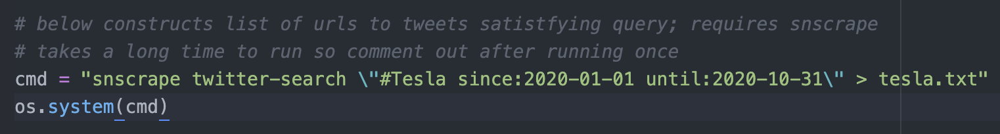 # below constructs list of urls to tweets satistfying query; requires snscrape
# takes a long time to run so comment out after running once
cmd = "snscrape twitter-search \"#Tesla since:2020-01-01 until:2020-10-31\" > tesla.txt"
os.system(cmd)